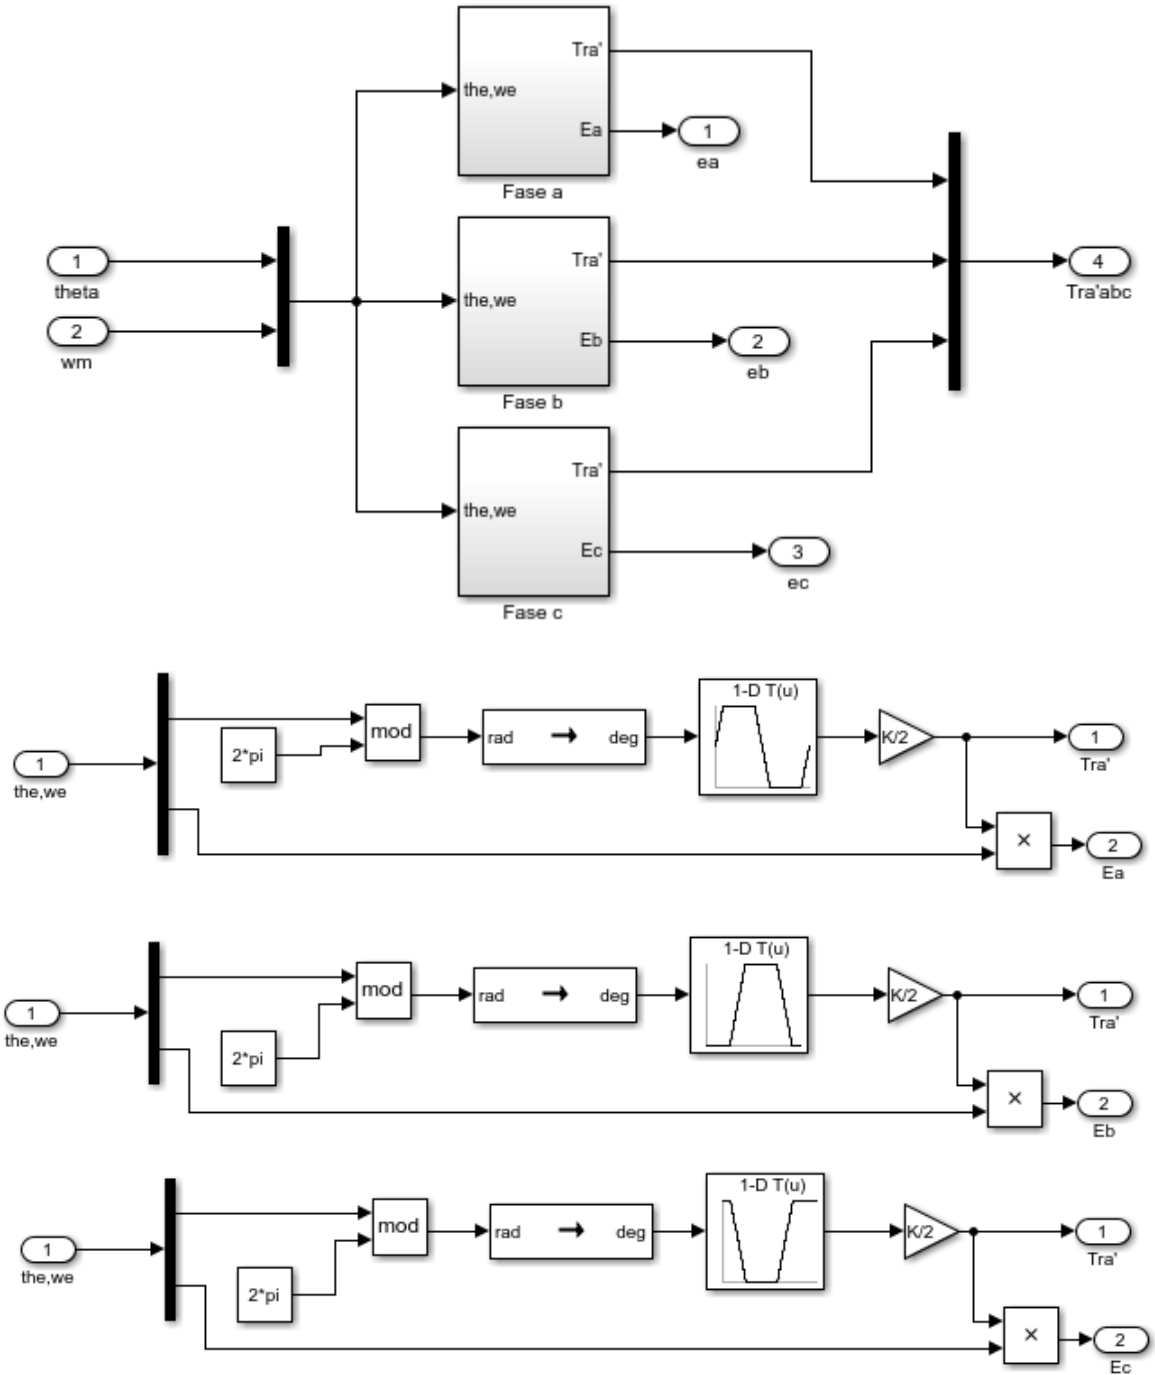 Tra'
the,we
Ea
1
ea
Fase a
1
theta
2
wm
Tra'
the,we
Eb
2
eb
Fase b
4
Tra'abc
Tra'
the,we
Ec
3
ec
Fase c
1-D T(u)
mod
2*pi
rad → deg
K/2
1
Tra'
1
the,we
×
2
Ea
1-D T(u)
mod
rad → deg
K/2
1
Tra'
1
the,we
2*pi
×
2
Eb
1-D T(u)
mod
rad → deg
K/2
1
Tra'
1
the,we
2*pi
×
2
Ec